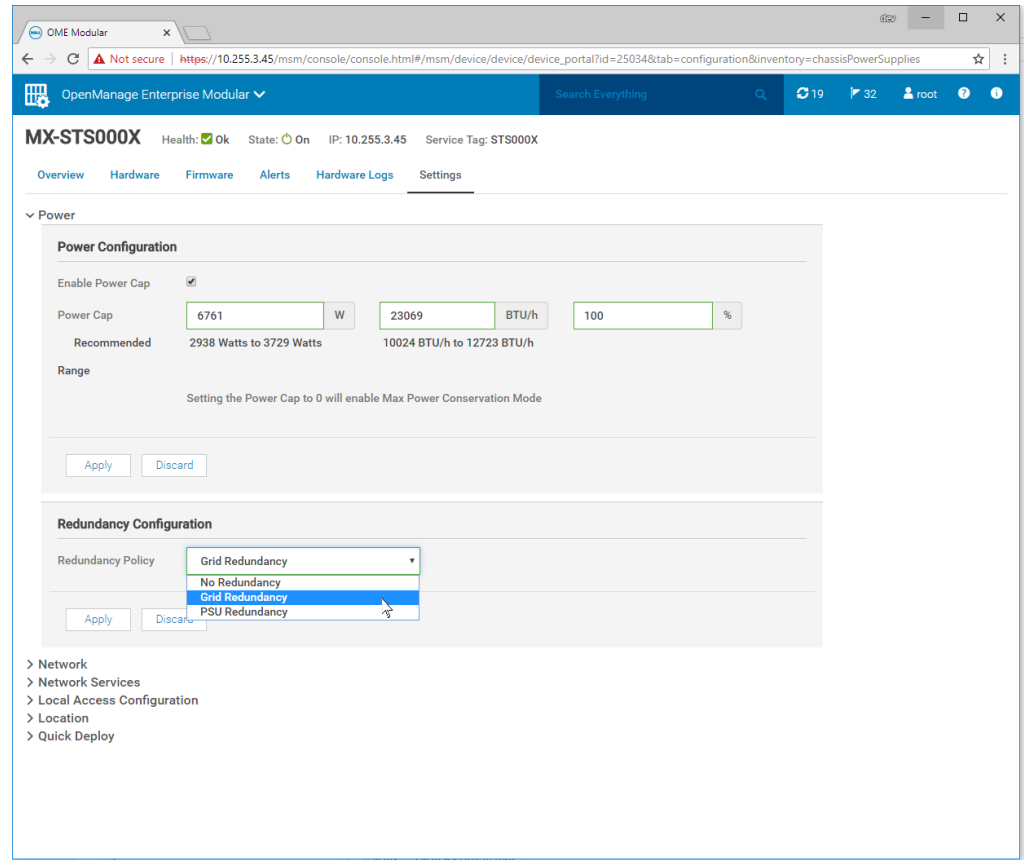 dev
DELL OME Modular
Not secure https://10.255.3.45/msm/console/console.html#/msm/device/device/device_portal?id=25034&tab=configuration&inventory=chassisPowerSupplies
OpenManage Enterprise Modular Search Everything 19 32 root ? i
MX-STS000X Health: Ok State: On IP: 10.255.3.45 Service Tag: STS000X
Overview Hardware Firmware Alerts Hardware Logs Settings
Power
Power Configuration
Enable Power Cap
Power Cap 6761 W 23069 BTU/h 100 %
Recommended 2938 Watts to 3729 Watts 10024 BTU/h to 12723 BTU/h
Range
Setting the Power Cap to 0 will enable Max Power Conservation Mode
Apply Discard
Redundancy Configuration
Redundancy Policy Grid Redundancy
No Redundancy
Grid Redundancy
PSU Redundancy
Apply Discard
Network
Network Services
Local Access Configuration
Location
Quick Deploy